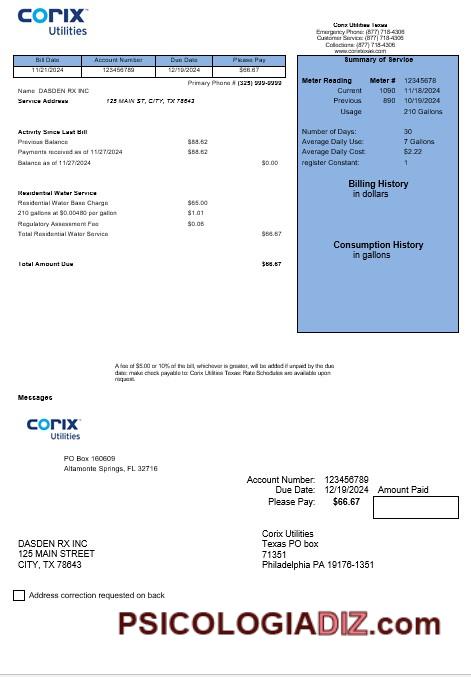 CORIX
Utilities
Corix Utilities Texas
Emergency Phone: (877) 718-4306
Customer Service: (877) 718-4306
Collections: (877) 718-4306
www.corixtexas.com
Bill Date Account Number Due Date Please Pay
11/21/2024 123456789 12/19/2024 $66.67
Primary Phone # (325) 999-9999
Name DASDEN RX INC
Service Address 125 MAIN ST, CITY, TX 78643
Summary of Service
Meter Reading Meter # 12345678
Current 1090 11/18/2024
Previous 890 10/19/2024
Usage 210 Gallons
Number of Days: 30
Average Daily Use: 7 Gallons
Average Daily Cost: $2.22
register Constant: 1
Billing History
in dollars
Consumption History
in gallons
Activity Since Last Bill
Previous Balance $88.62
Payments received as of 11/27/2024 $88.62
Balance as of 11/27/2024 $0.00
Residential Water Service
Residential Water Base Charge $65.00
210 gallons at $0.00480 per gallon $1.01
Regulatory Assessment Fee $0.06
Total Residential Water Service $66.67
Total Amount Due $66.67
A fee of $5.00 or 10% of the bill, whichever is greater, will be added if unpaid by the due
date: make check payable to: Corix Utilities Texas: Rate Schedules are available upon
request.
Messages
CORIX
Utilities
PO Box 160609
Altamonte Springs, FL 32716
Account Number: 123456789
Due Date: 12/19/2024 Amount Paid
Please Pay: $66.67
DASDEN RX INC
125 MAIN STREET
CITY, TX 78643
Corix Utilities
Texas PO box
71351
Philadelphia PA 19176-1351
Address correction requested on back
PSICOLOGIADIZ.com